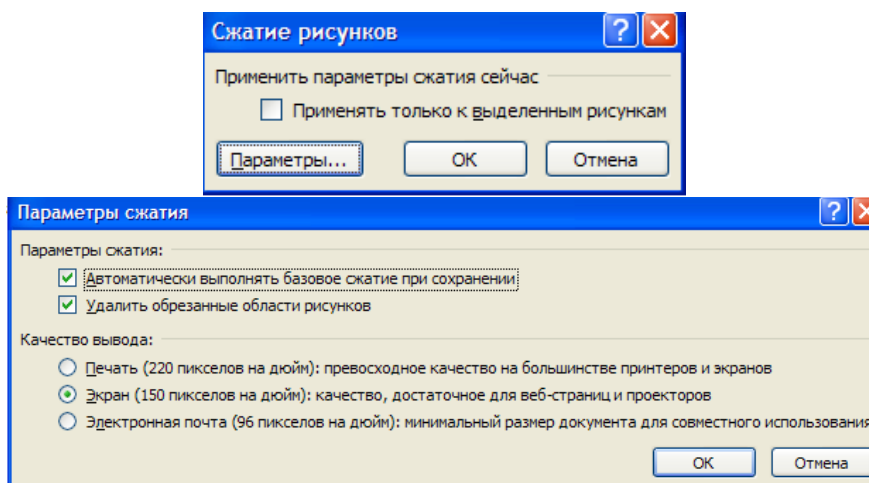 Сжатие рисунков
Применить параметры сжатия сейчас
Применять только к выделенным рисункам
Параметры...
ОК
Отмена
Параметры сжатия
Параметры сжатия:
Автоматически выполнять базовое сжатие при сохранении
Удалить обрезанные области рисунков
Качество вывода:
Печать (220 пикселов на дюйм): превосходное качество на большинстве принтеров и экранов
Экран (150 пикселов на дюйм): качество, достаточное для веб-страниц и проекторов
Электронная почта (96 пикселов на дюйм): минимальный размер документа для совместного использования
ОК
Отмена